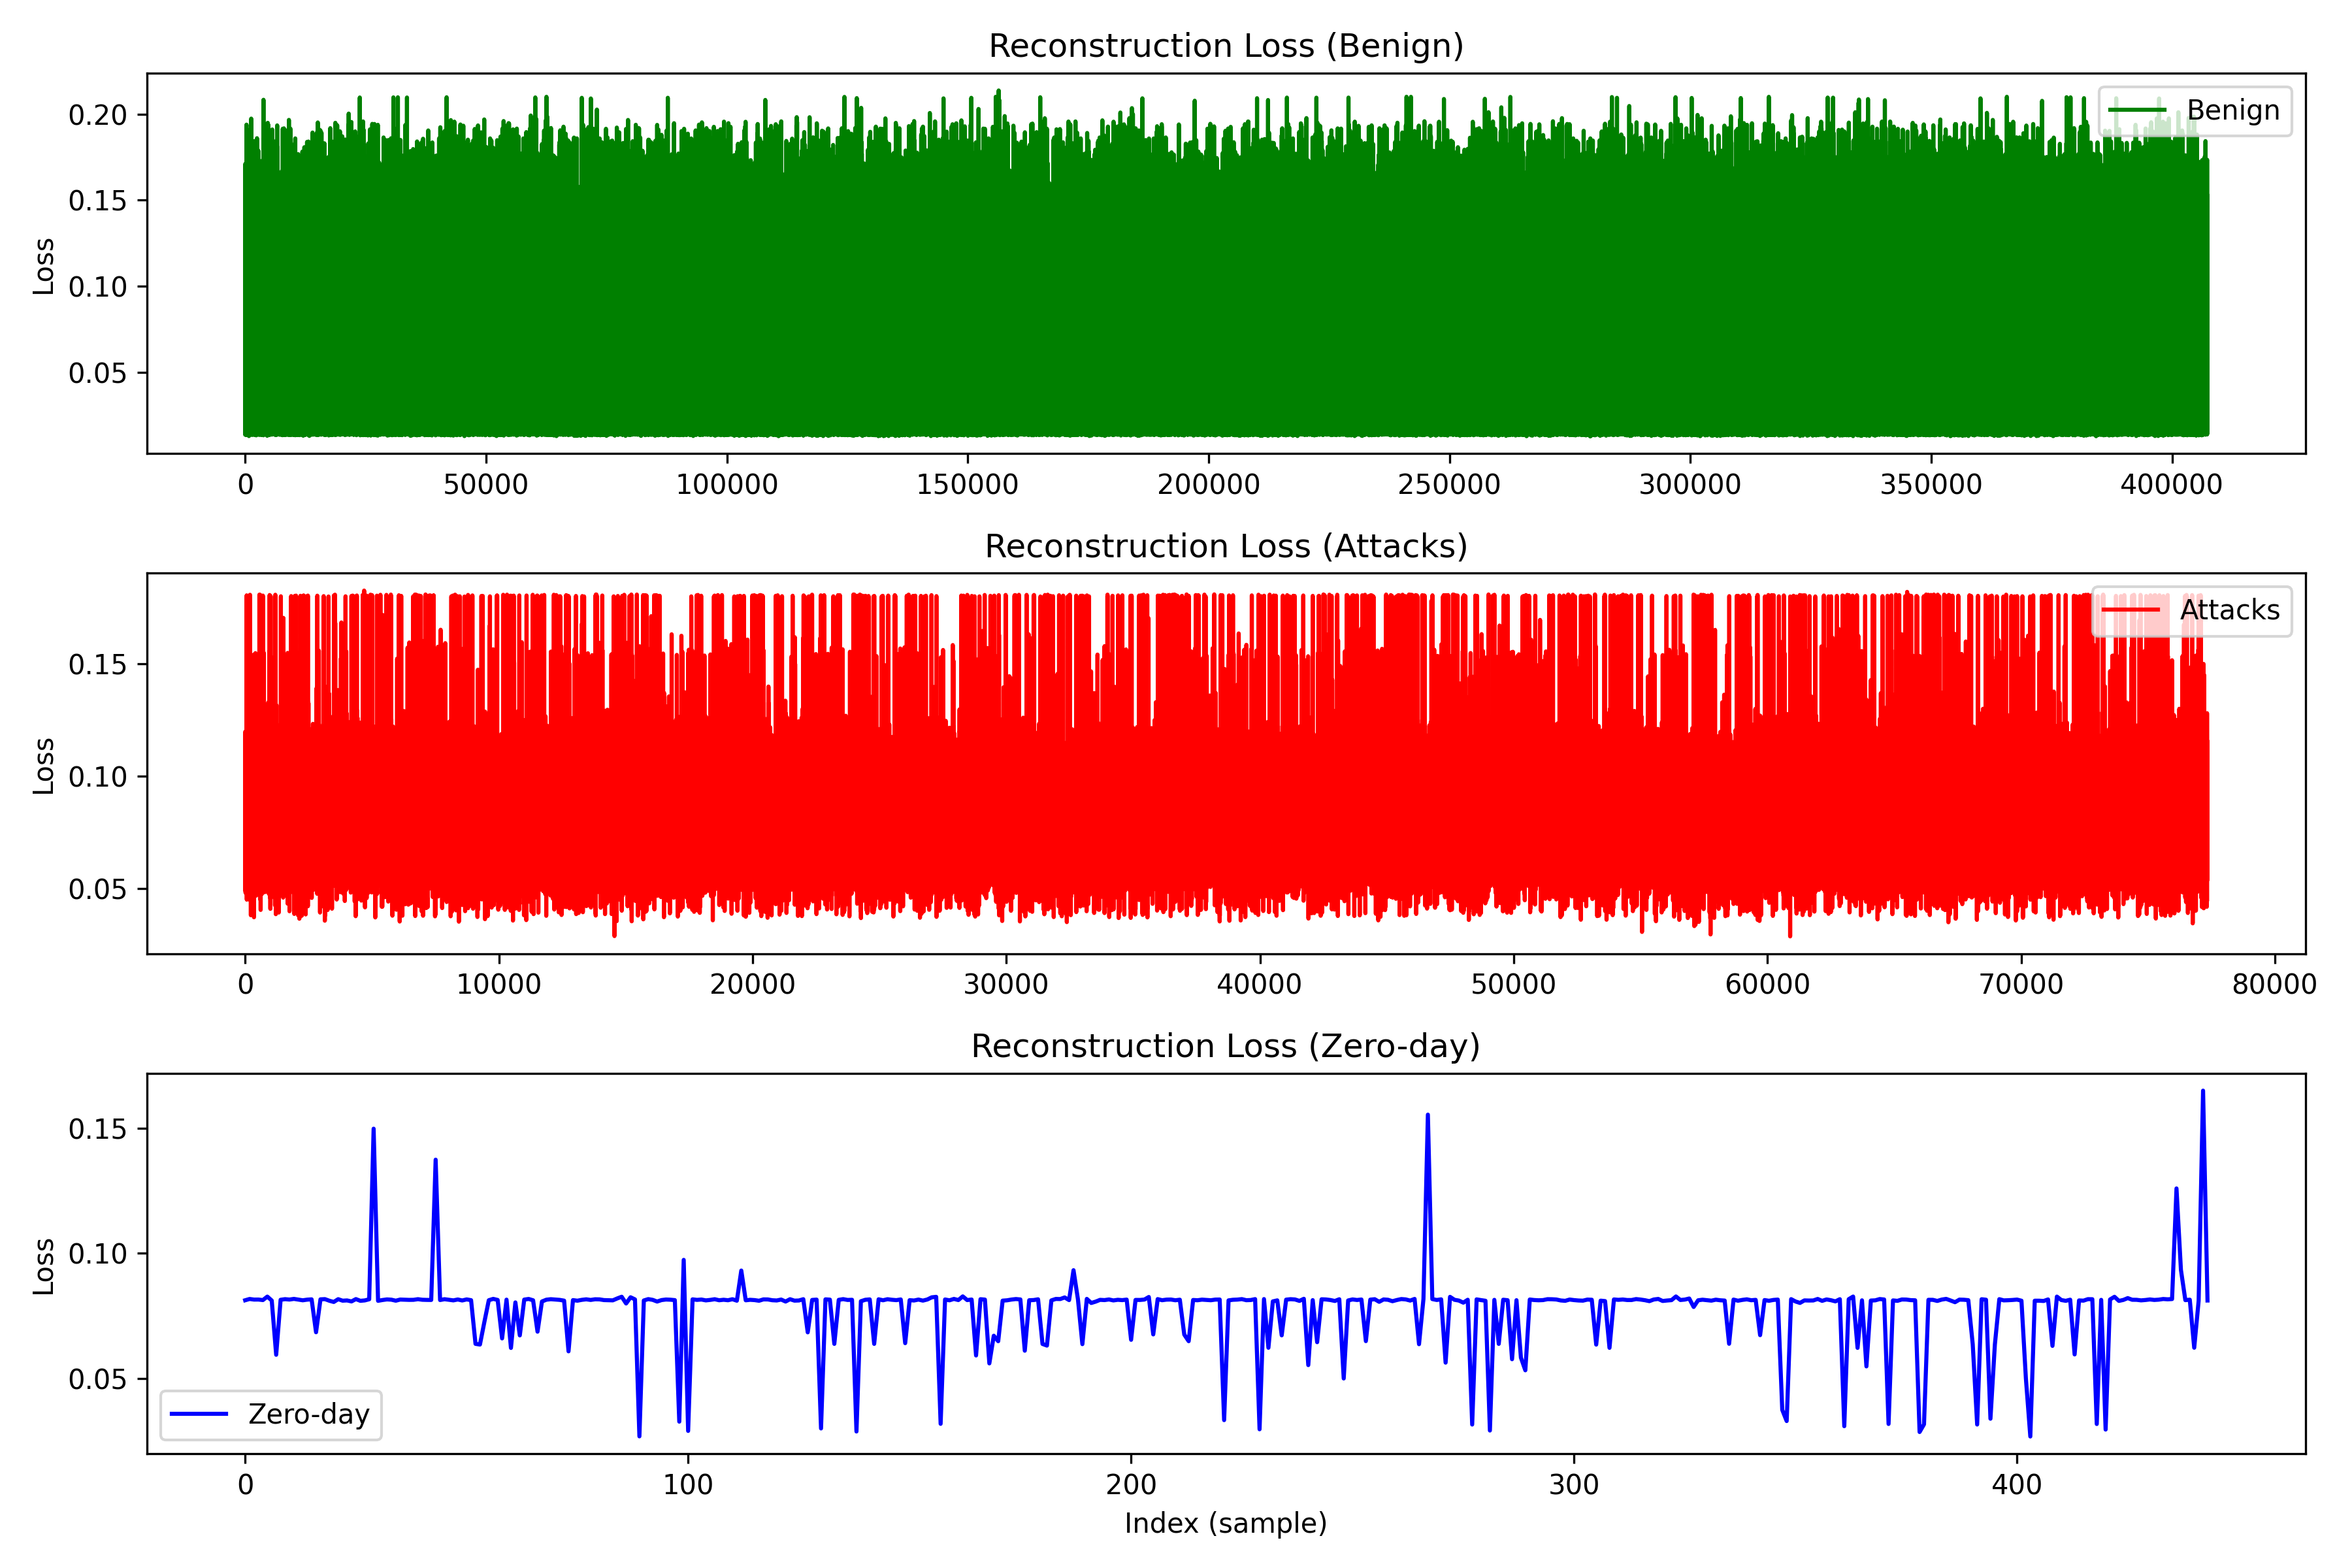 Reconstruction Loss (Benign)
Loss
0.20
0.15
0.10
0.05
Benign
0 50000 100000 150000 200000 250000 300000 350000 400000
Reconstruction Loss (Attacks)
Loss
0.15
0.10
0.05
Attacks
0 10000 20000 30000 40000 50000 60000 70000 80000
Reconstruction Loss (Zero-day)
Loss
0.15
0.10
0.05
Zero-day
0 100 200 300 400
Index (sample)